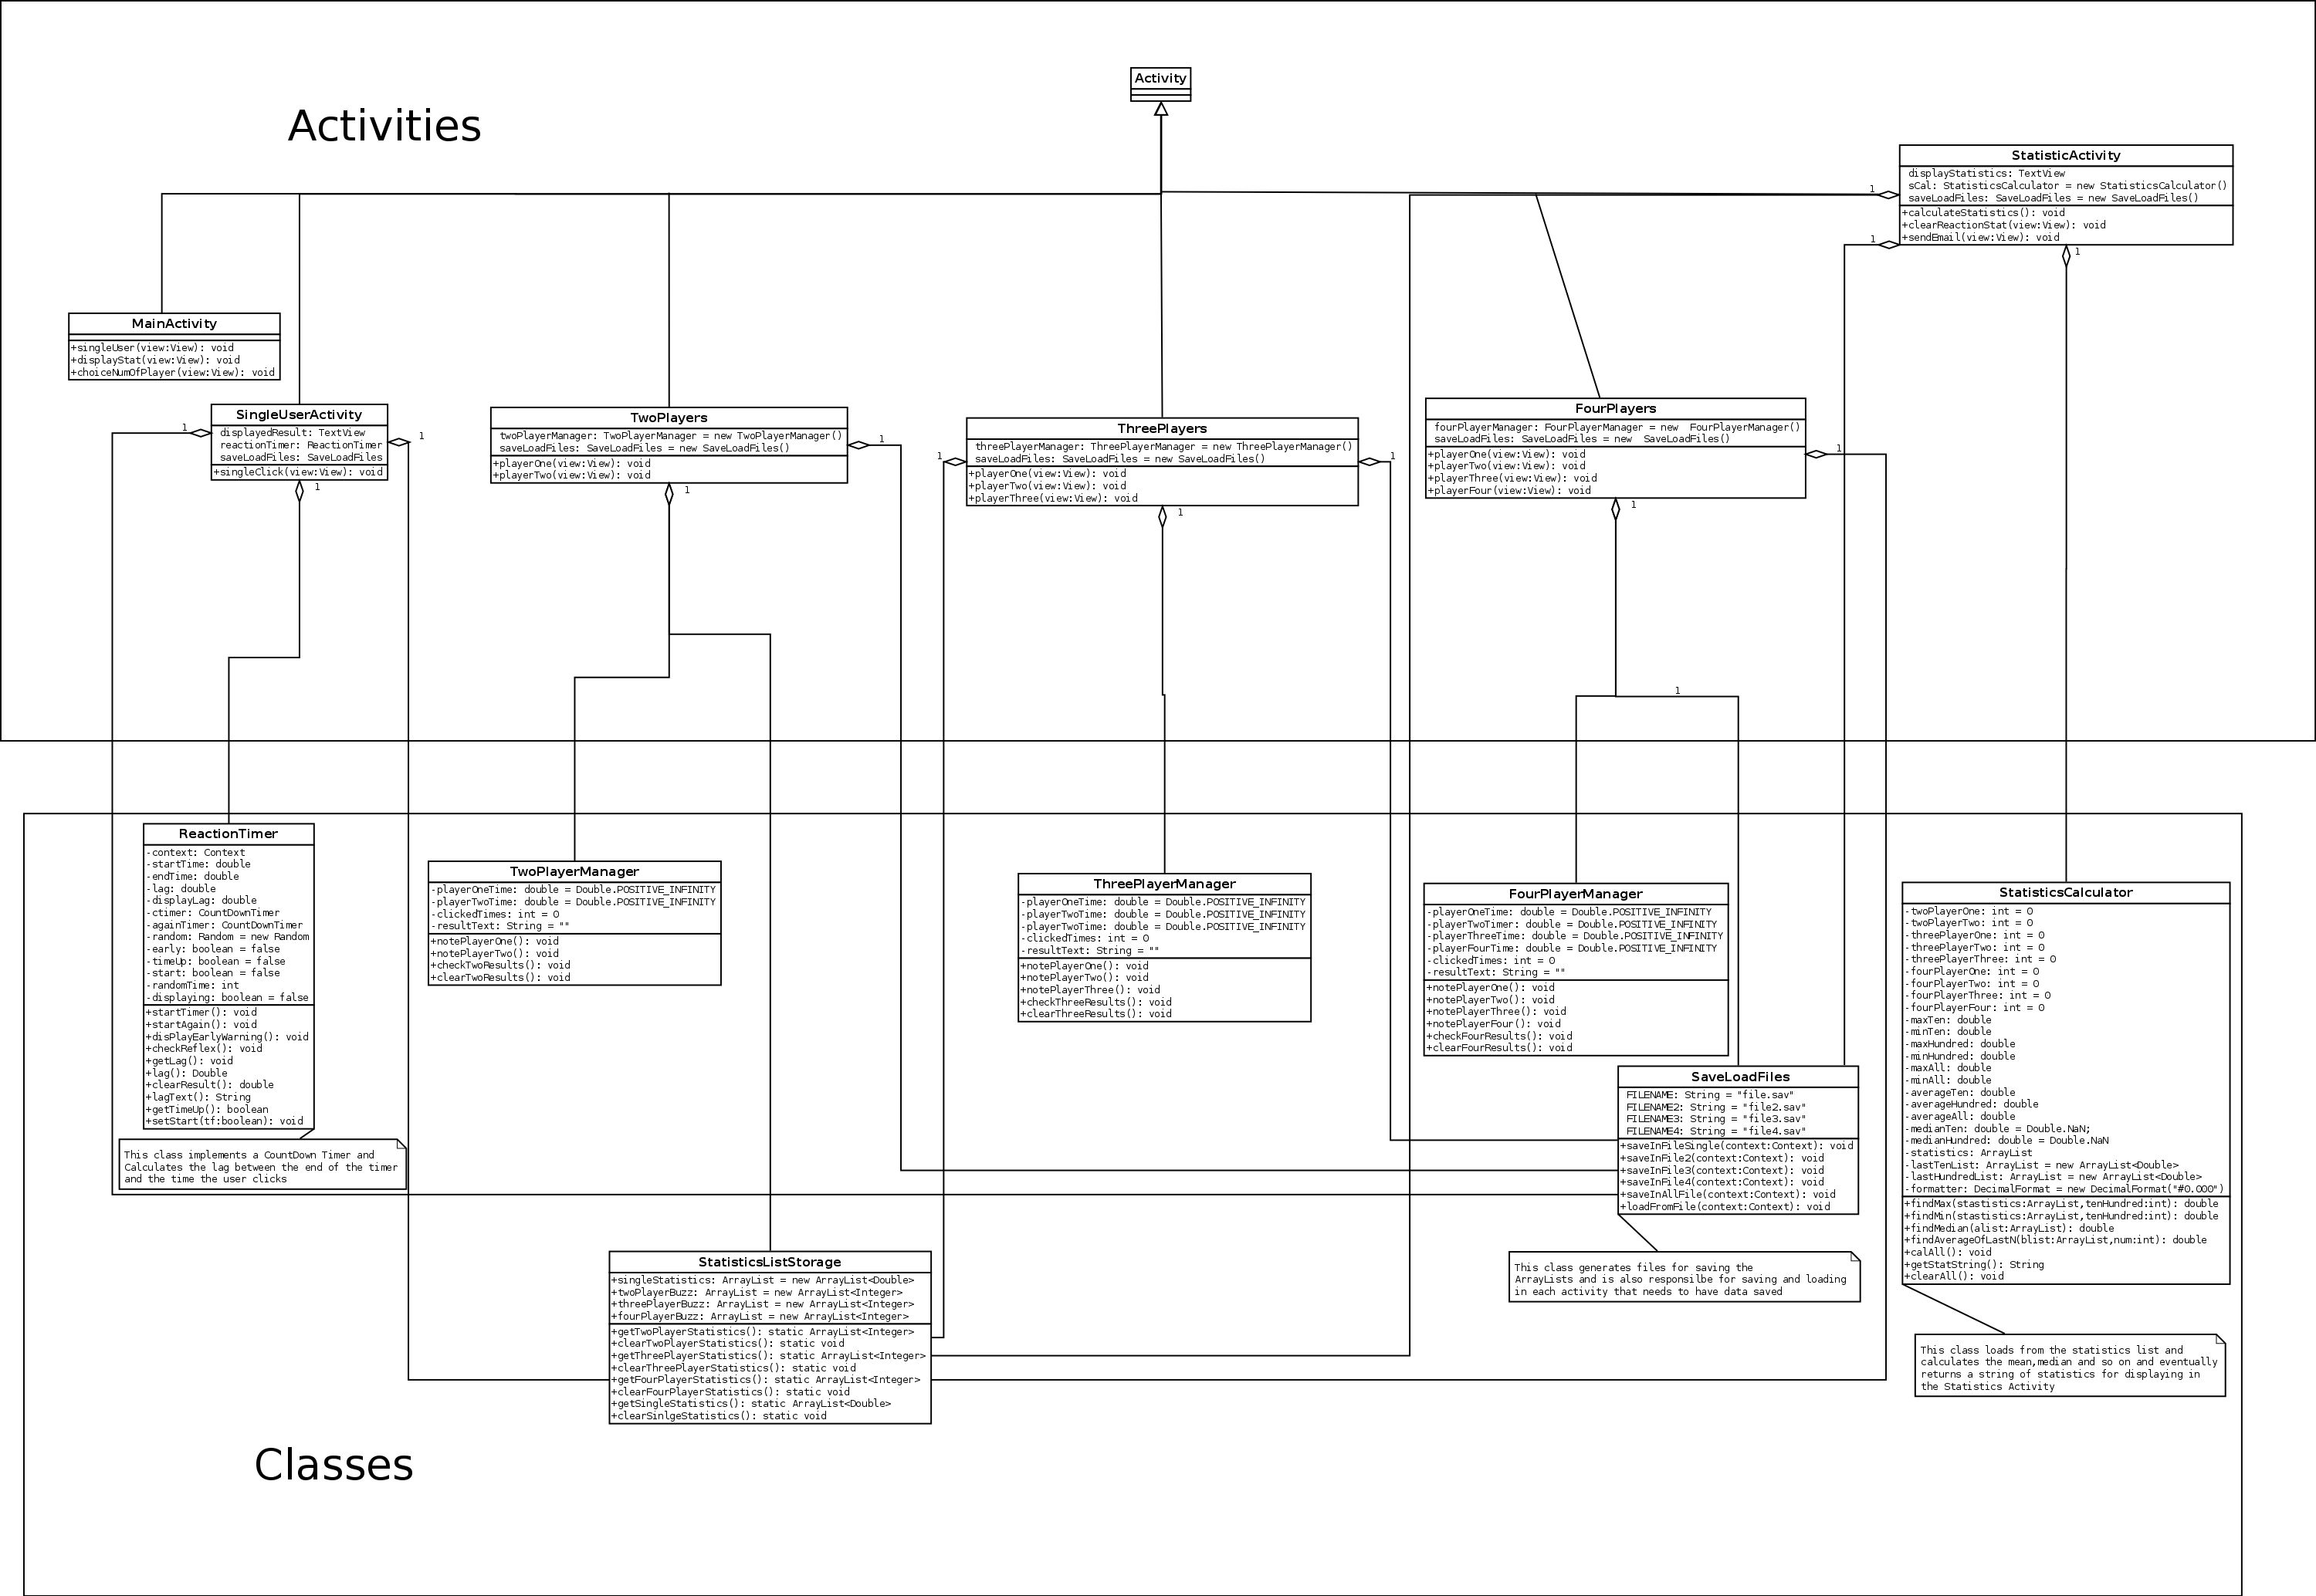 Activities
Activity
StatisticActivity
displayStatistics: TextView
sCal: StatisticsCalculator = new StatisticsCalculator()
saveLoadFiles: SaveLoadFiles = new SaveLoadFiles()
+calculateStatistics(): void
+clearReactionStat(view:View): void
+sendEmail(view:View): void
1
1
1
MainActivity
+singleUser(view:View): void
+displayStat(view:View): void
+choiceNumOfPlayer(view:View): void
SingleUserActivity
displayedResult: TextView
reactionTimer: ReactionTimer
saveLoadFiles: SaveLoadFiles
+singleClick(view:View): void
1
1
1
TwoPlayers
twoPlayerManager: TwoPlayerManager = new TwoPlayerManager()
saveLoadFiles: SaveLoadFiles = new SaveLoadFiles()
+playerOne(view:View): void
+playerTwo(view:View): void
1
1
ThreePlayers
threePlayerManager: ThreePlayerManager = new ThreePlayerManager()
saveLoadFiles: SaveLoadFiles = new SaveLoadFiles()
+playerOne(view:View): void
+playerTwo(view:View): void
+playerThree(view:View): void
1
1
1
FourPlayers
fourPlayerManager: FourPlayerManager = new  FourPlayerManager()
saveLoadFiles: SaveLoadFiles = new  SaveLoadFiles()
+playerOne(view:View): void
+playerTwo(view:View): void
+playerThree(view:View): void
+playerFour(view:View): void
1
1
1
ReactionTimer
-context: Context
-startTime: double
-endTime: double
-lag: double
-displayLag: double
-ctimer: CountDownTimer
-againTimer: CountDownTimer
-random: Random = new Random
-early: boolean = false
-timeUp: boolean = false
-start: boolean = false
-randomTime: int
-displaying: boolean = false
+startTimer(): void
+startAgain(): void
+disPlayEarlyWarning(): void
+checkReflex(): void
+getLag(): void
+lag(): Double
+clearResult(): double
+lagText(): String
+getTimeUp(): boolean
+setStart(tf:boolean): void
This class implements a CountDown Timer and
Calculates the lag between the end of the timer
and the time the user clicks
TwoPlayerManager
-playerOneTime: double = Double.POSITIVE_INFINITY
-playerTwoTime: double = Double.POSITIVE_INFINITY
-clickedTimes: int = 0
-resultText: String = ""
+notePlayerOne(): void
+notePlayerTwo(): void
+checkTwoResults(): void
+clearTwoResults(): void
ThreePlayerManager
-playerOneTime: double = Double.POSITIVE_INFINITY
-playerTwoTime: double = Double.POSITIVE_INFINITY
-playerTwoTime: double = Double.POSITIVE_INFINITY
-clickedTimes: int = 0
-resultText: String = ""
+notePlayerOne(): void
+notePlayerTwo(): void
+notePlayerThree(): void
+checkThreeResults(): void
+clearThreeResults(): void
FourPlayerManager
-playerOneTime: double = Double.POSITIVE_INFINITY
-playerTwoTimer: double = Double.POSITIVE_INFINITY
-playerThreeTime: double = Double.POSITIVE_INFINITY
-playerFourTime: double = Double.POSITIVE_INFINITY
-clickedTimes: int = 0
-resultText: String = ""
+notePlayerOne(): void
+notePlayerTwo(): void
+notePlayerThree(): void
+notePlayerFour(): void
+checkFourResults(): void
+clearFourResults(): void
StatisticsCalculator
-twoPlayerOne: int = 0
-twoPlayerTwo: int = 0
-threePlayerOne: int = 0
-threePlayerTwo: int = 0
-threePlayerThree: int = 0
-fourPlayerOne: int = 0
-fourPlayerTwo: int = 0
-fourPlayerThree: int = 0
-fourPlayerFour: int = 0
-maxTen: double
-minTen: double
-maxHundred: double
-minHundred: double
-maxAll: double
-minAll: double
-averageTen: double
-averageHundred: double
-averageAll: double
-medianTen: double = Double.NaN;
-medianHundred: double = Double.NaN
-statistics: ArrayList
-lastTenList: ArrayList = new ArrayList<Double>
-lastHundredList: ArrayList = new ArrayList<Double>
-formatter: DecimalFormat = new DecimalFormat("#0.000")
+findMax(stastistics:ArrayList,tenHundred:int): double
+findMin(stastistics:ArrayList,tenHundred:int): double
+findMedian(alist:ArrayList): double
+findAverageOfLastN(blist:ArrayList,num:int): double
+calAll(): void
+getStatString(): String
+clearAll(): void
SaveLoadFiles
FILENAME: String = "file.sav"
FILENAME2: String = "file2.sav"
FILENAME3: String = "file3.sav"
FILENAME4: String = "file4.sav"
+saveInFileSingle(context:Context): void
+saveInFile2(context:Context): void
+saveInFile3(context:Context): void
+saveInFile4(context:Context): void
+saveInAllFile(context:Context): void
+loadFromFile(context:Context): void
This class generates files for saving the
ArrayLists and is also responsilbe for saving and loading
in each activity that needs to have data saved
StatisticsListStorage
+singleStatistics: ArrayList = new ArrayList<Double>
+twoPlayerBuzz: ArrayList = new ArrayList<Integer>
+threePlayerBuzz: ArrayList = new ArrayList<Integer>
+fourPlayerBuzz: ArrayList = new ArrayList<Integer>
+getTwoPlayerStatistics(): static ArrayList<Integer>
+clearTwoPlayerStatistics(): static void
+getThreePlayerStatistics(): static ArrayList<Integer>
+clearThreePlayerStatistics(): static void
+getFourPlayerStatistics(): static ArrayList<Integer>
+clearFourPlayerStatistics(): static void
+getSingleStatistics(): static ArrayList<Double>
+clearSinlgeStatistics(): static void
This class loads from the statistics list and
calculates the mean,median and so on and eventually
returns a string of statistics for displaying in
the Statistics Activity
Classes